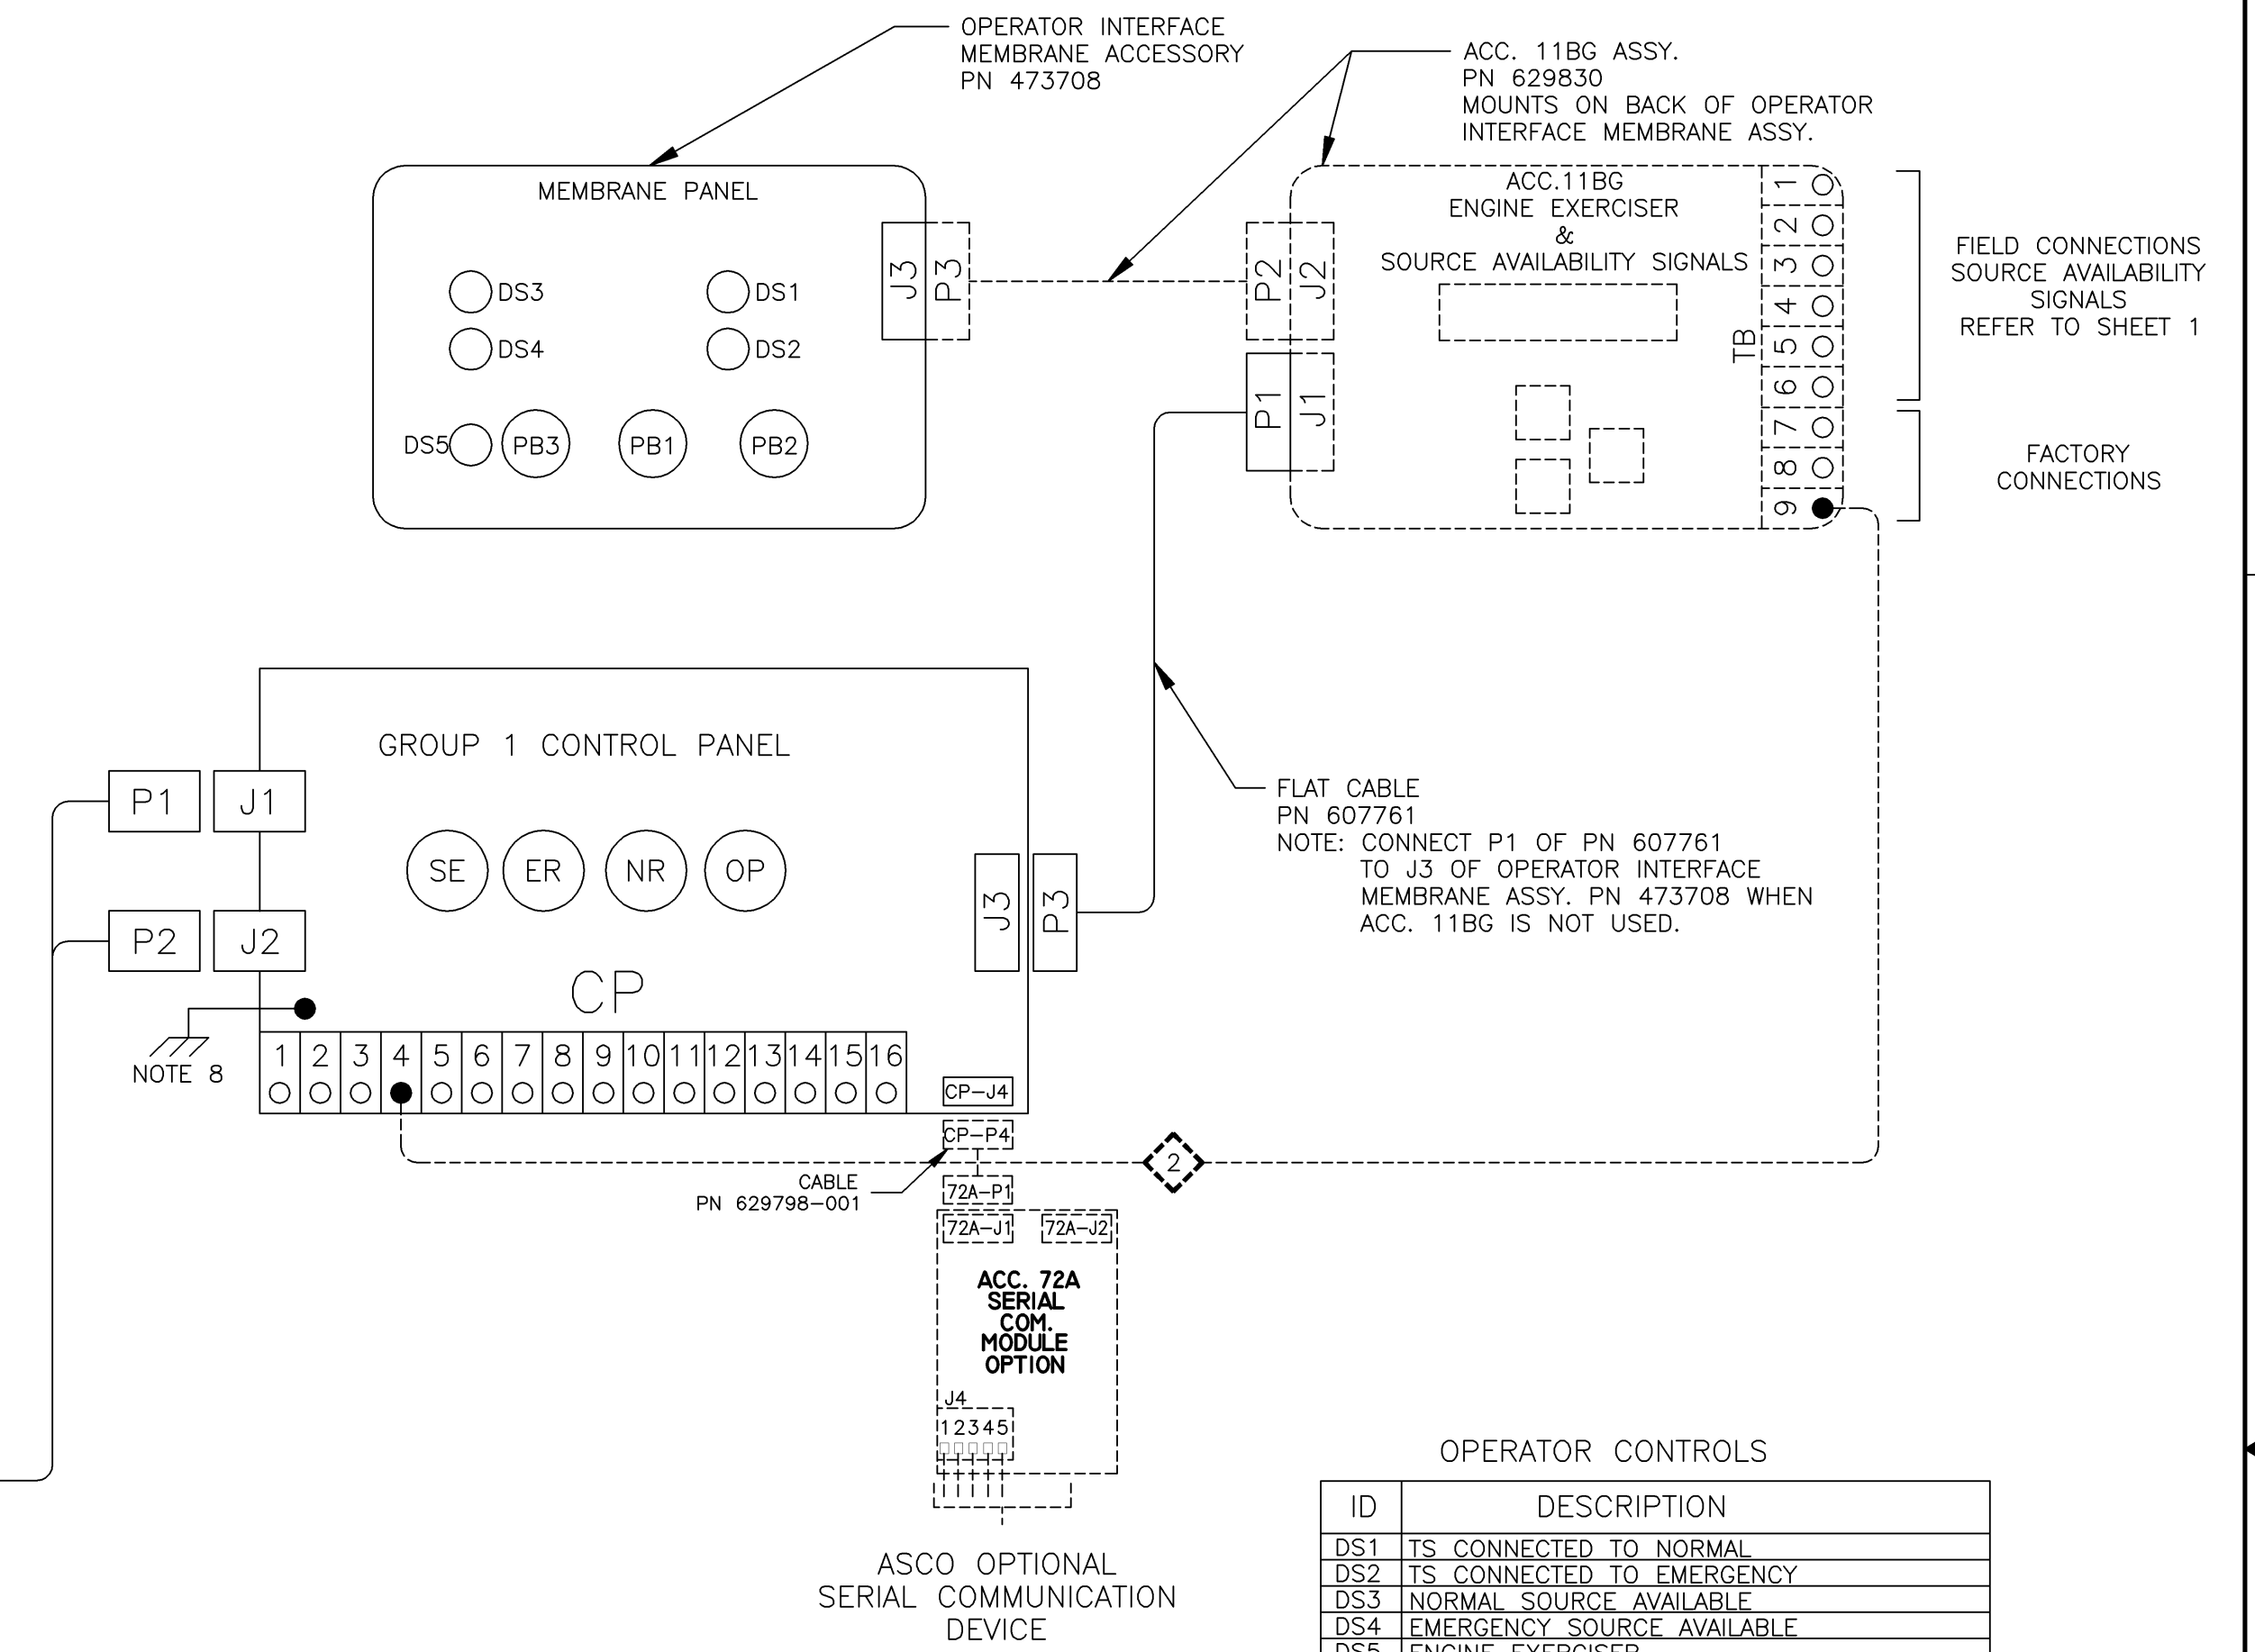 OPERATOR INTERFACE
MEMBRANE ACCESSORY
PN 473708
ACC. 11BG ASSY.
PN 629830
MOUNTS ON BACK OF OPERATOR
INTERFACE MEMBRANE ASSY.
MEMBRANE PANEL
DS3
DS1
DS4
DS2
DS5
PB3
PB1
PB2
J3
P3
P2
J2
P1
J1
ACC.11BG
ENGINE EXERCISER
&
SOURCE AVAILABILITY SIGNALS
TB
1
2
3
4
5
6
7
8
9
FIELD CONNECTIONS
SOURCE AVAILABILITY
SIGNALS
REFER TO SHEET 1
FACTORY
CONNECTIONS
GROUP 1 CONTROL PANEL
P1
J1
P2
J2
SE
ER
NR
OP
J3
P3
CP
NOTE 8
1 2 3 4 5 6 7 8 9 10 11 12 13 14 15 16
FLAT CABLE
PN 607761
NOTE: CONNECT P1 OF PN 607761
TO J3 OF OPERATOR INTERFACE
MEMBRANE ASSY. PN 473708 WHEN
ACC. 11BG IS NOT USED.
CP-J4
CP-P4
2
CABLE
PN 629798-001
72A-P1
72A-J1
72A-J2
ACC. 72A
SERIAL
COM.
MODULE
OPTION
J4
1 2 3 4 5
ASCO OPTIONAL
SERIAL COMMUNICATION
DEVICE
OPERATOR CONTROLS
ID DESCRIPTION
DS1 TS CONNECTED TO NORMAL
DS2 TS CONNECTED TO EMERGENCY
DS3 NORMAL SOURCE AVAILABLE
DS4 EMERGENCY SOURCE AVAILABLE
DS5 ENGINE EXERCISER